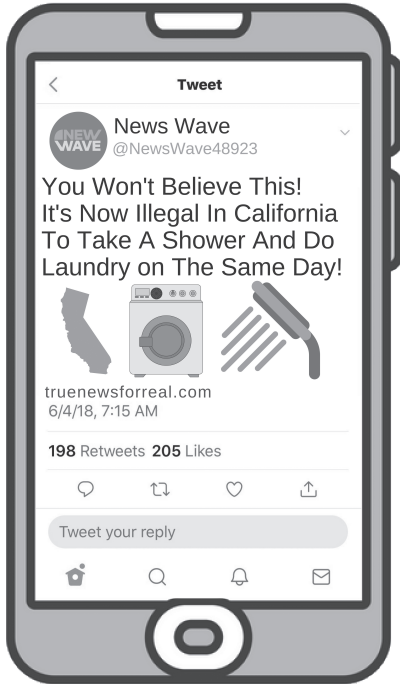 Tweet
NEW
WAVE
News Wave
@NewsWave48923
You Won't Believe This!
It's Now Illegal In California
To Take A Shower And Do
Laundry on The Same Day!
truenewsforreal.com
6/4/18, 7:15 AM
198 Retweets 205 Likes
Tweet your reply